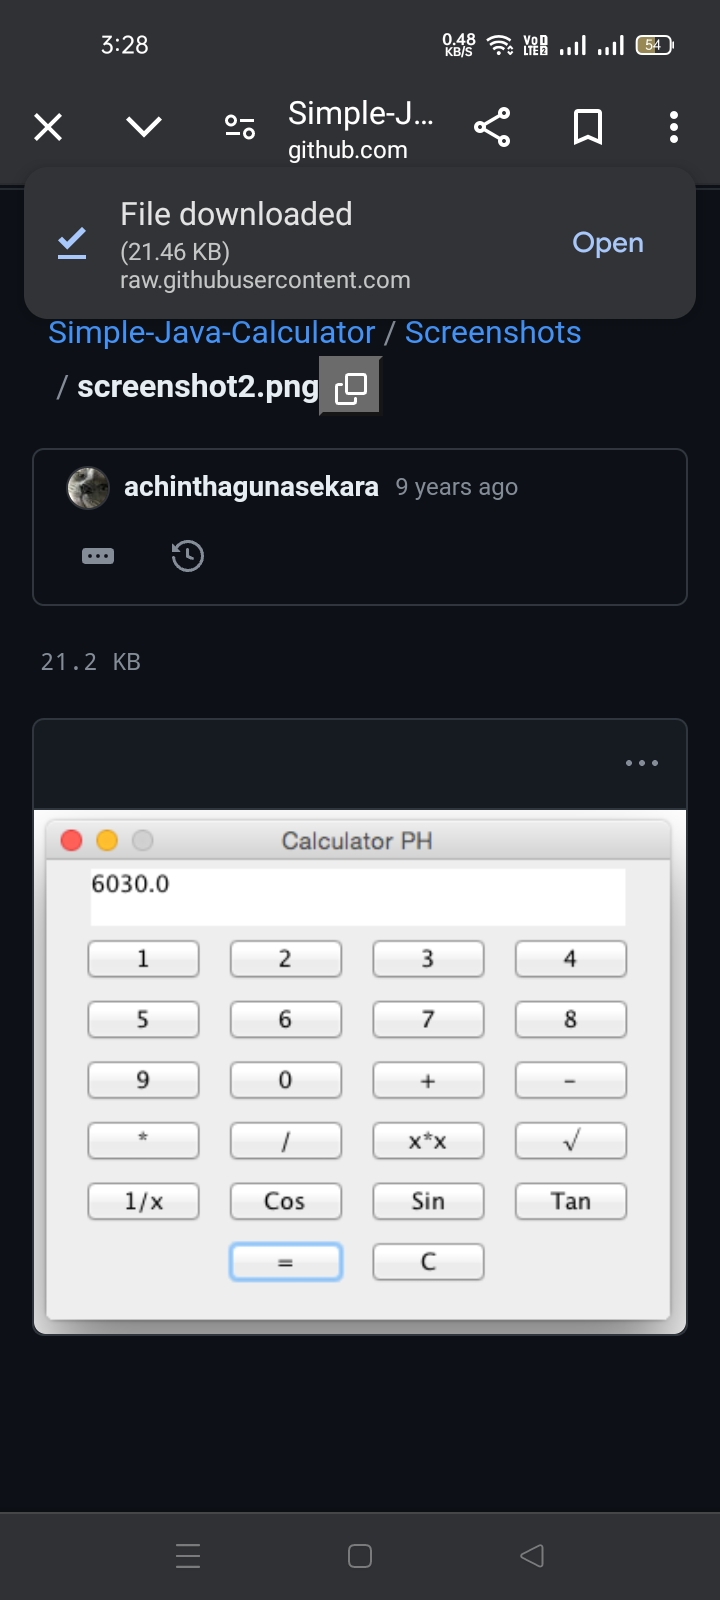 3:28
0.48 KB/S
VoD LTE2
54
Simple-J...
github.com
File downloaded
(21.46 KB)
raw.githubusercontent.com
Open
Simple-Java-Calculator / Screenshots
/ screenshot2.png
achinthagunasekara 9 years ago
21.2 KB
Calculator PH
6030.0
1 2 3 4
5 6 7 8
9 0 + -
* / x*x √
1/x Cos Sin Tan
= C